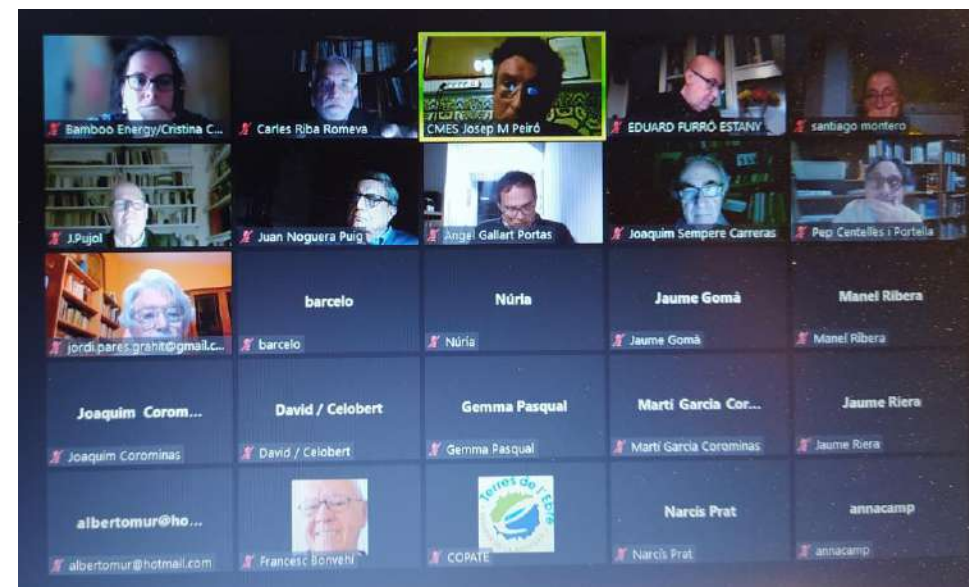 Bamboo Energy/Cristina C...
Carles Riba Romeva
CMES Josep M Peiró
EDUARD FURRÓ ESTANY
santiago montero
J.Pujol
Juan Noguera Puig
Angel Gallart Portas
Joaquim Sempere Carreras
Pep Centelles i Portella
jordi.pares.grahit@gmail.c...
barcelo
barcelo
Núria
Núria
Jaume Gomà
Jaume Gomà
Manel Ribera
Manel Ribera
Joaquim Corom...
Joaquim Corominas
David / Celobert
David / Celobert
Gemma Pasqual
Gemma Pasqual
Martí Garcia Cor...
Martí Garcia Corominas
Jaume Riera
Jaume Riera
albertomur@ho...
albertomur@hotmail.com
Francesc Bonvehí
Terres de l'Ebre
COPATE
Narcís Prat
Narcís Prat
annacamp
annacamp